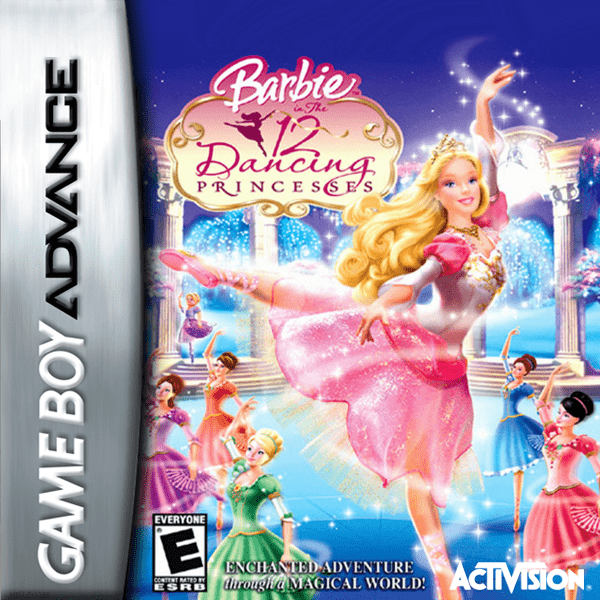 GAME BOY ADVANCE
Barbie
in The
12
Dancing
PRINCESSES
EVERYONE
E
CONTENT RATED BY
ESRB
ENCHANTED ADVENTURE
through a MAGICAL WORLD!
ACTIVISION